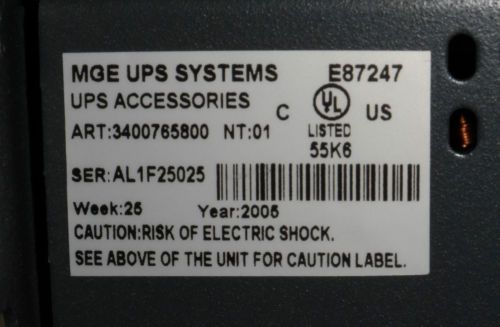 MGE UPS SYSTEMS E87247
UPS ACCESSORIES
C UL US
ART:3400765800 NT:01 LISTED
55K6
SER:AL1F25025
Week:25 Year:2005
CAUTION:RISK OF ELECTRIC SHOCK.
SEE ABOVE OF THE UNIT FOR CAUTION LABEL.